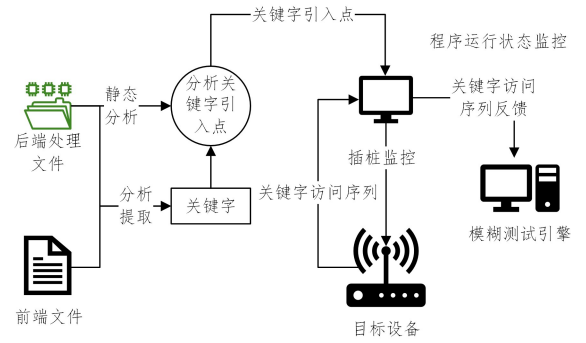 关键字引入点
程序运行状态监控
静态
分析
分析关
键字引
入点
关键字访问
序列反馈
后端处理
文件
插桩监控
分析
提取
关键字
关键字访问序列
模糊测试引擎
前端文件
目标设备